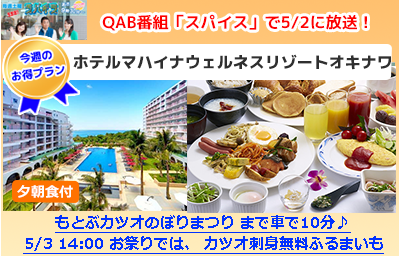 QAB番組「スパイス」で5/2に放送！
今週の
お得プラン
ホテルマハイナウェルネスリゾートオキナワ
夕朝食付
もとぶカツオのぼりまつり まで車で10分♪
5/3 14:00 お祭りでは、 カツオ刺身無料ふるまいも